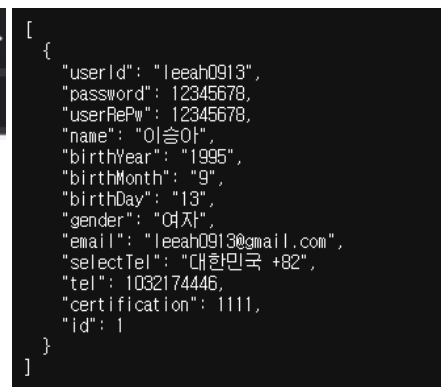 [
{
"userId": "leeah0913",
"password": 12345678,
"userRePw": 12345678,
"name": "이승아",
"birthYear": "1995",
"birthMonth": "9",
"birthDay": "13",
"gender": "여자",
"email": "leeah0913@gmail.com",
"selectTel": "대한민국 +82",
"tel": 1032174446,
"certification": 1111,
"id": 1
}
]